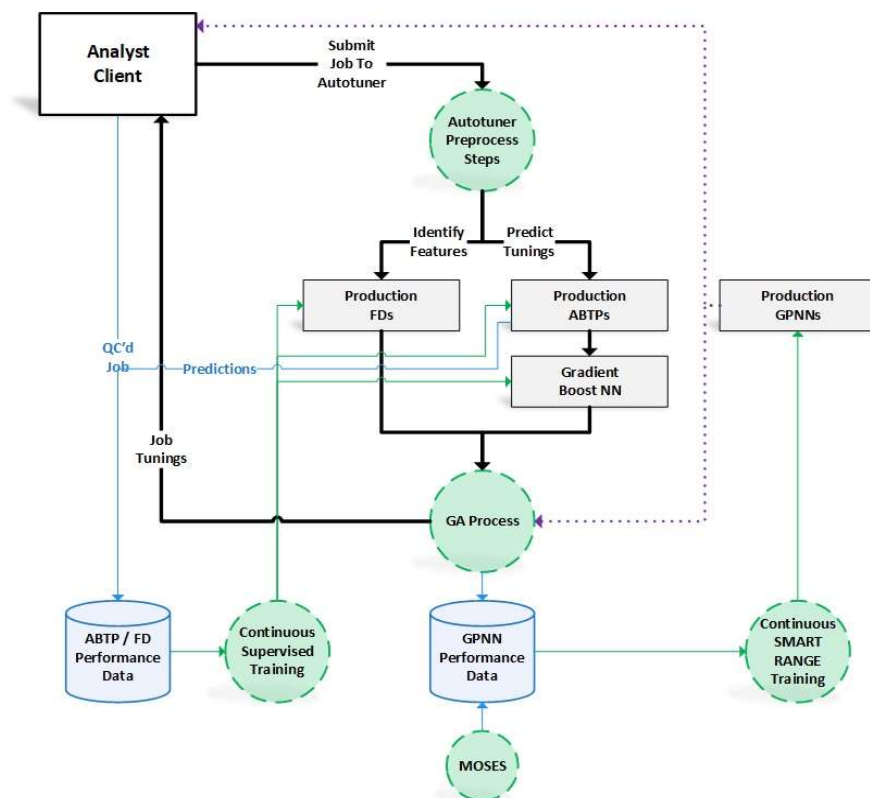 Analyst
Client
Submit
Job To
Autotuner
Autotuner
Preprocess
Steps
Identify
Features
Predict
Tunings
Production
FDs
Production
ABTPs
Production
GPNNs
QC'd
Job
Predictions
Gradient
Boost NN
Job
Tunings
GA Process
ABTP / FD
Performance
Data
Continuous
Supervised
Training
GPNN
Performance
Data
Continuous
SMART
RANGE
Training
MOSES